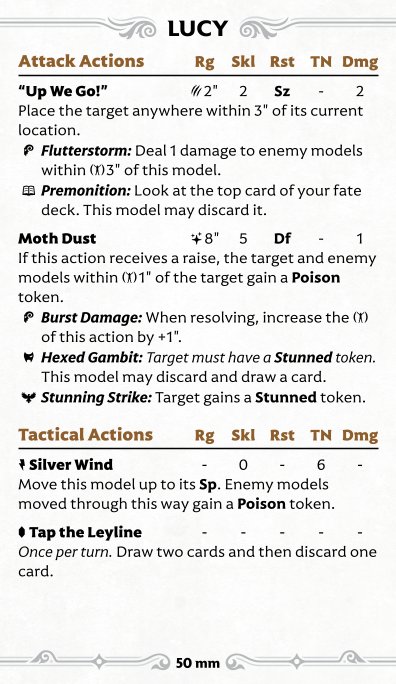 LUCY
Attack Actions Rg Skl Rst TN Dmg
“Up We Go!” 2" 2 Sz - 2
Place the target anywhere within 3" of its current
location.
Flutterstorm: Deal 1 damage to enemy models
within 3" of this model.
Premonition: Look at the top card of your fate
deck. This model may discard it.
Moth Dust 8" 5 Df - 1
If this action receives a raise, the target and enemy
models within 1" of the target gain a Poison
token.
Burst Damage: When resolving, increase the
of this action by +1".
Hexed Gambit: Target must have a Stunned token.
This model may discard and draw a card.
Stunning Strike: Target gains a Stunned token.
Tactical Actions Rg Skl Rst TN Dmg
Silver Wind - 0 - 6 -
Move this model up to its Sp. Enemy models
moved through this way gain a Poison token.
Tap the Leyline - - - - -
Once per turn. Draw two cards and then discard one
card.
50 mm